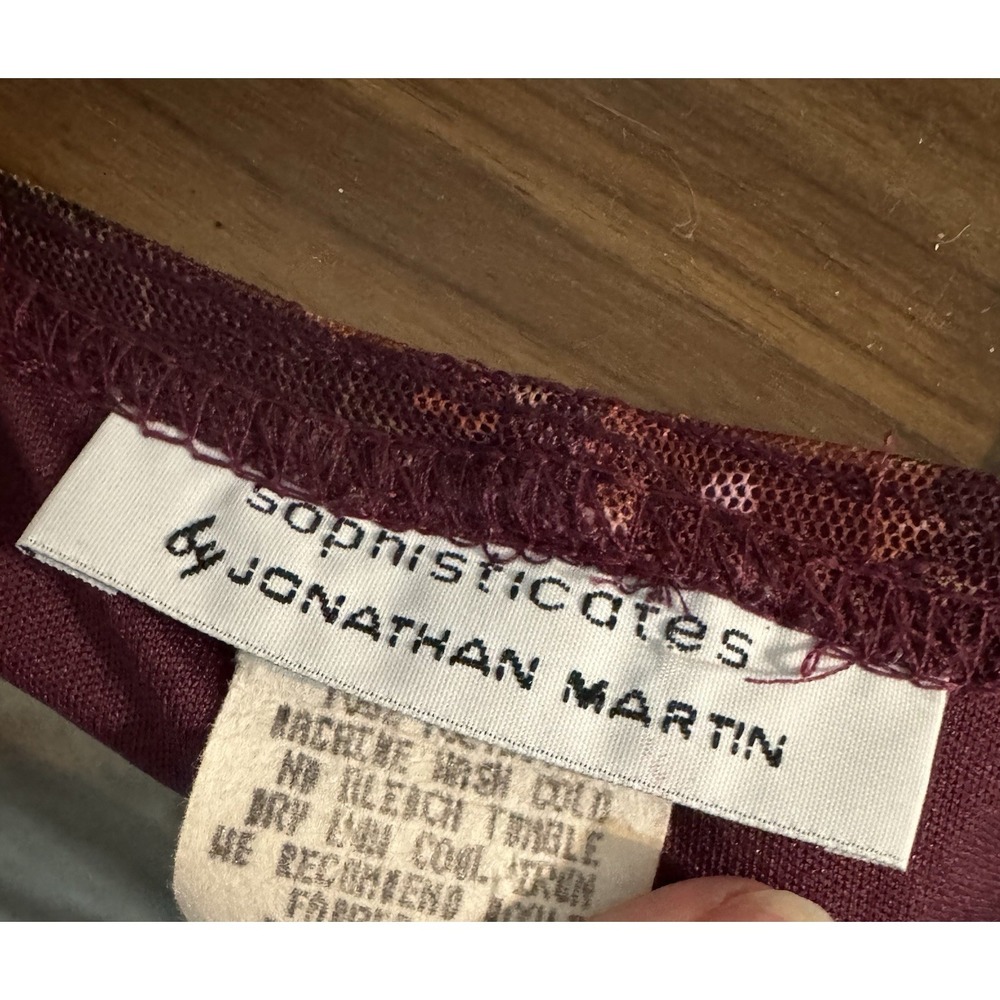 sophisticates
by JONATHAN MARTIN
MACHINE WASH COLD
NO BLEACH TUMBLE
DRY LOW COOL IRON
WE RECOMMEND